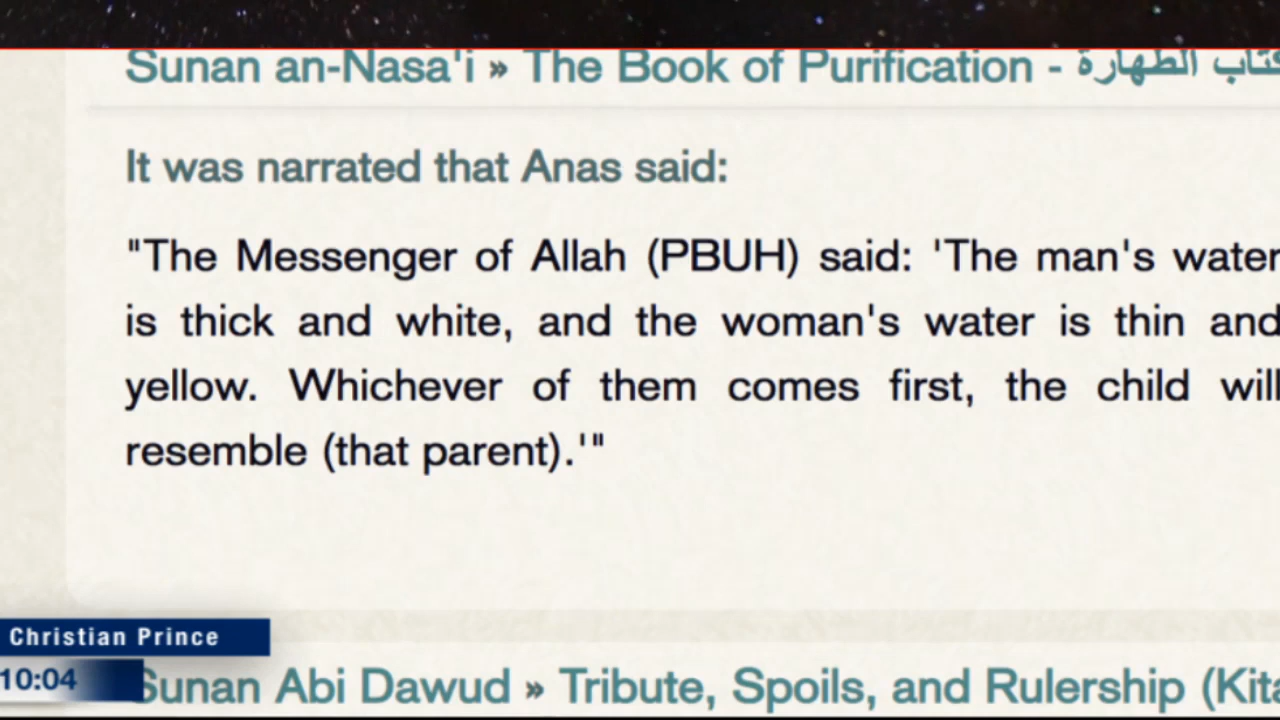 Sunan an-Nasa'i » The Book of Purification - كتاب الطهارة
It was narrated that Anas said:
"The Messenger of Allah (PBUH) said: 'The man's water
is thick and white, and the woman's water is thin and
yellow. Whichever of them comes first, the child will
resemble (that parent).'"
Christian Prince
10:04
Sunan Abi Dawud » Tribute, Spoils, and Rulership (Kita